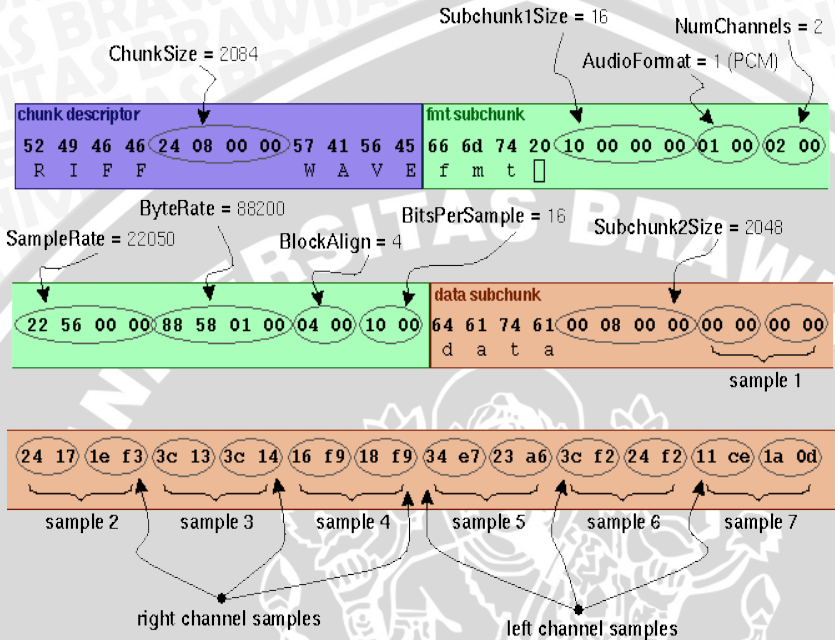 Subchunk1Size = 16
NumChannels = 2
ChunkSize = 2084
AudioFormat = 1 (PCM)
chunk descriptor
fmt subchunk
52 49 46 46 24 08 00 00 57 41 56 45 66 6d 74 20 10 00 00 00 01 00 02 00
R I F F W A V E f m t
ByteRate = 88200
BitsPerSample = 16
SampleRate = 22050
BlockAlign = 4
Subchunk2Size = 2048
data subchunk
22 56 00 00 88 58 01 00 04 00 10 00 64 61 74 61 00 08 00 00 00 00 00 00
d a t a
sample 1
24 17 1e f3 3c 13 3c 14 16 f9 18 f9 34 e7 23 a6 3c f2 24 f2 11 ce 1a 0d
sample 2 sample 3 sample 4 sample 5 sample 6 sample 7
right channel samples
left channel samples